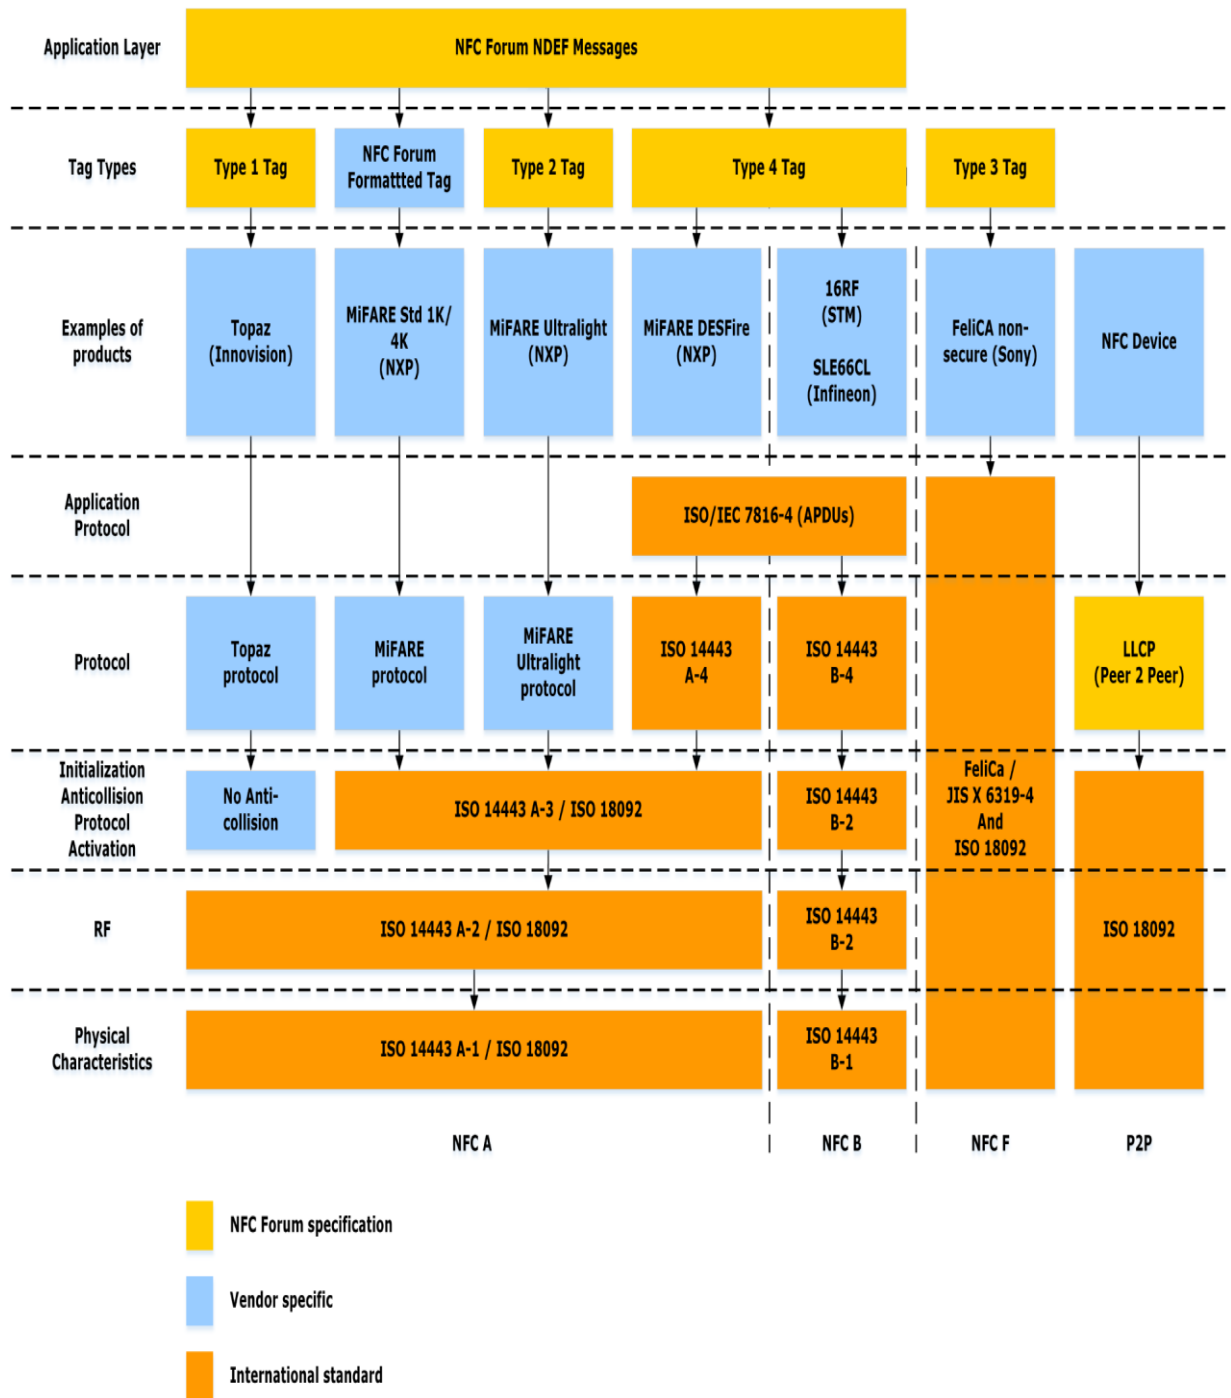 Application Layer
NFC Forum NDEF Messages
Tag Types
Type 1 Tag
NFC Forum
Formattted Tag
Type 2 Tag
Type 4 Tag
Type 3 Tag
Examples of
products
Topaz
(Innovision)
MiFARE Std 1K/
4K
(NXP)
MiFARE Ultralight
(NXP)
MiFARE DESFire
(NXP)
16RF
(STM)
SLE66CL
(Infineon)
FeliCA non-
secure (Sony)
NFC Device
Application
Protocol
ISO/IEC 7816-4 (APDUs)
Protocol
Topaz
protocol
MiFARE
protocol
MiFARE
Ultralight
protocol
ISO 14443
A-4
ISO 14443
B-4
LLCP
(Peer 2 Peer)
Initialization
Anticollision
Protocol
Activation
No Anti-
collision
ISO 14443 A-3 / ISO 18092
ISO 14443
B-2
FeliCa /
JIS X 6319-4
And
ISO 18092
RF
ISO 14443 A-2 / ISO 18092
ISO 14443
B-2
ISO 18092
Physical
Characteristics
ISO 14443 A-1 / ISO 18092
ISO 14443
B-1
NFC A
NFC B
NFC F
P2P
NFC Forum specification
Vendor specific
International standard